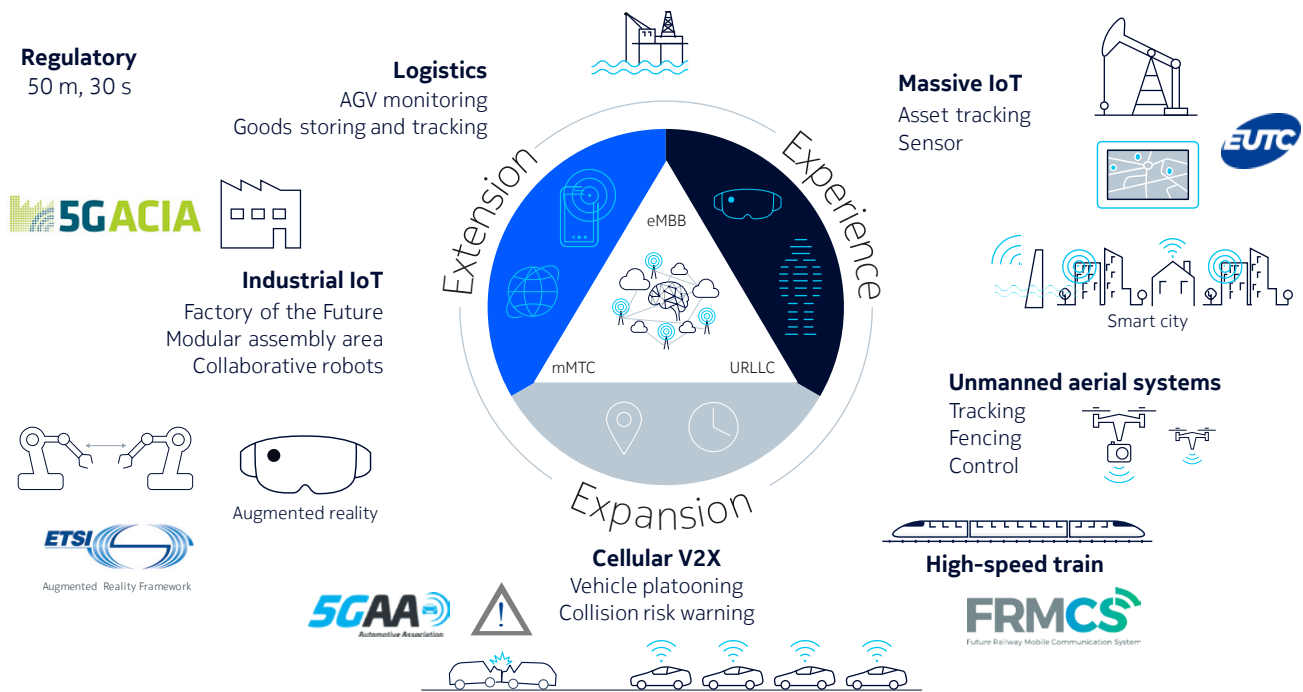 Regulatory
50 m, 30 s
Logistics
AGV monitoring
Goods storing and tracking
Massive IoT
Asset tracking
Sensor
EUTC
5GACIA
Extension
Experience
Expansion
eMBB
mMTC
URLLC
Industrial IoT
Factory of the Future
Modular assembly area
Collaborative robots
Smart city
Unmanned aerial systems
Tracking
Fencing
Control
Augmented reality
ETSI
Augmented Reality Framework
Cellular V2X
Vehicle platooning
Collision risk warning
5GAA
Automotive Association
!
High-speed train
FRMCS
Future Railway Mobile Communication System